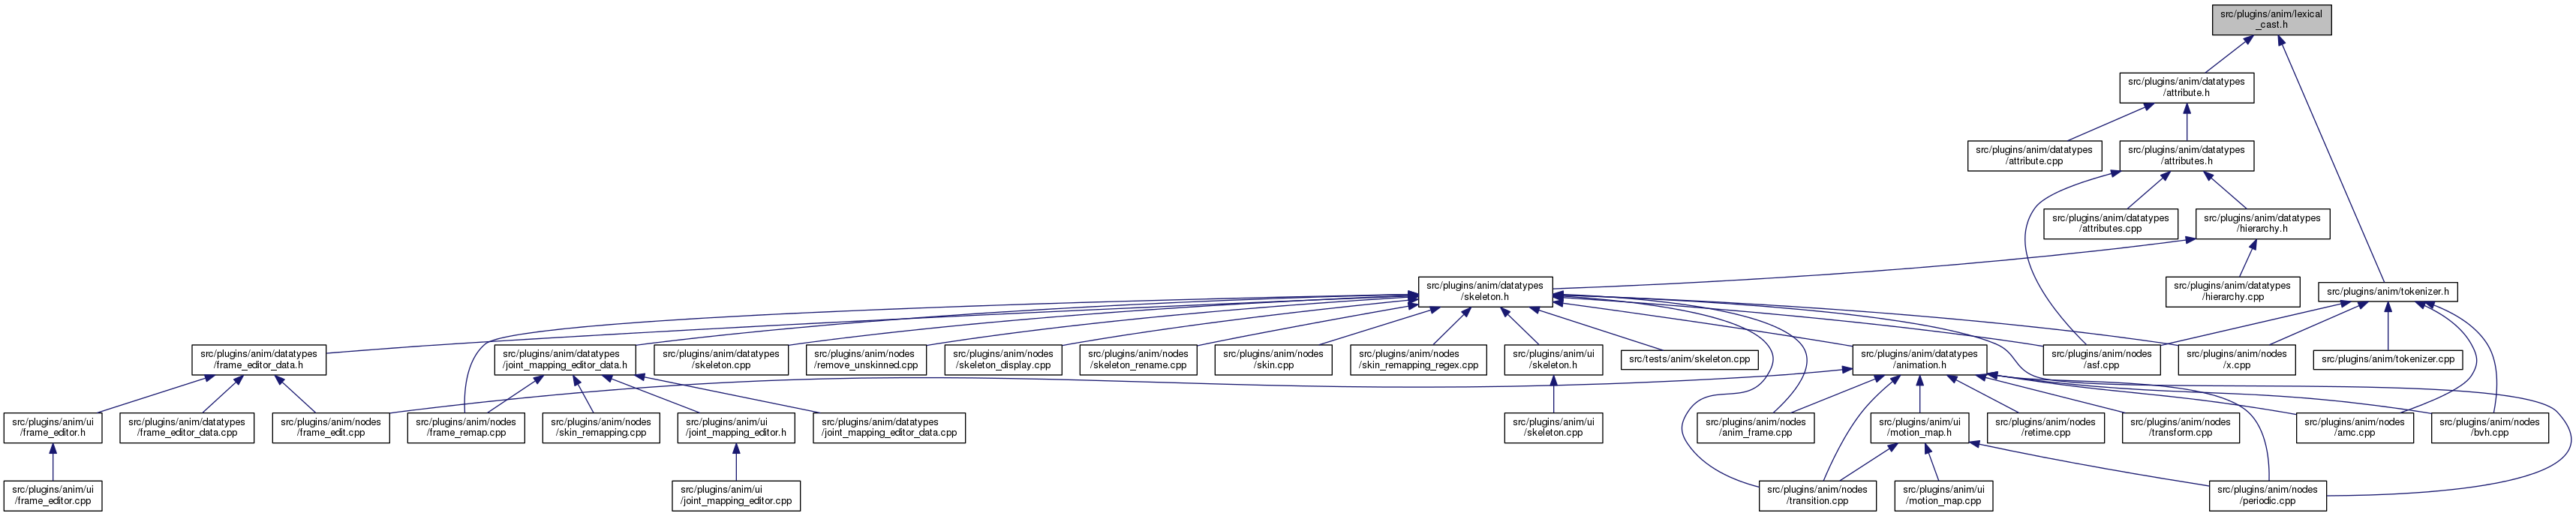 src/plugins/anim/lexical
_cast.h
src/plugins/anim/datatypes
/attribute.h
src/plugins/anim/datatypes
/attribute.cpp
src/plugins/anim/datatypes
/attributes.h
src/plugins/anim/datatypes
/attributes.cpp
src/plugins/anim/datatypes
/hierarchy.h
src/plugins/anim/datatypes
/skeleton.h
src/plugins/anim/datatypes
/hierarchy.cpp
src/plugins/anim/tokenizer.h
src/plugins/anim/datatypes
/frame_editor_data.h
src/plugins/anim/datatypes
/joint_mapping_editor_data.h
src/plugins/anim/datatypes
/skeleton.cpp
src/plugins/anim/nodes
/remove_unskinned.cpp
src/plugins/anim/nodes
/skeleton_display.cpp
src/plugins/anim/nodes
/skeleton_rename.cpp
src/plugins/anim/nodes
/skin.cpp
src/plugins/anim/nodes
/skin_remapping_regex.cpp
src/plugins/anim/ui
/skeleton.h
src/tests/anim/skeleton.cpp
src/plugins/anim/datatypes
/animation.h
src/plugins/anim/nodes
/asf.cpp
src/plugins/anim/nodes
/x.cpp
src/plugins/anim/tokenizer.cpp
src/plugins/anim/ui
/frame_editor.h
src/plugins/anim/datatypes
/frame_editor_data.cpp
src/plugins/anim/nodes
/frame_edit.cpp
src/plugins/anim/nodes
/frame_remap.cpp
src/plugins/anim/nodes
/skin_remapping.cpp
src/plugins/anim/ui
/joint_mapping_editor.h
src/plugins/anim/datatypes
/joint_mapping_editor_data.cpp
src/plugins/anim/ui
/skeleton.cpp
src/plugins/anim/nodes
/anim_frame.cpp
src/plugins/anim/ui
/motion_map.h
src/plugins/anim/nodes
/retime.cpp
src/plugins/anim/nodes
/transform.cpp
src/plugins/anim/nodes
/amc.cpp
src/plugins/anim/nodes
/bvh.cpp
src/plugins/anim/ui
/frame_editor.cpp
src/plugins/anim/ui
/joint_mapping_editor.cpp
src/plugins/anim/nodes
/transition.cpp
src/plugins/anim/ui
/motion_map.cpp
src/plugins/anim/nodes
/periodic.cpp